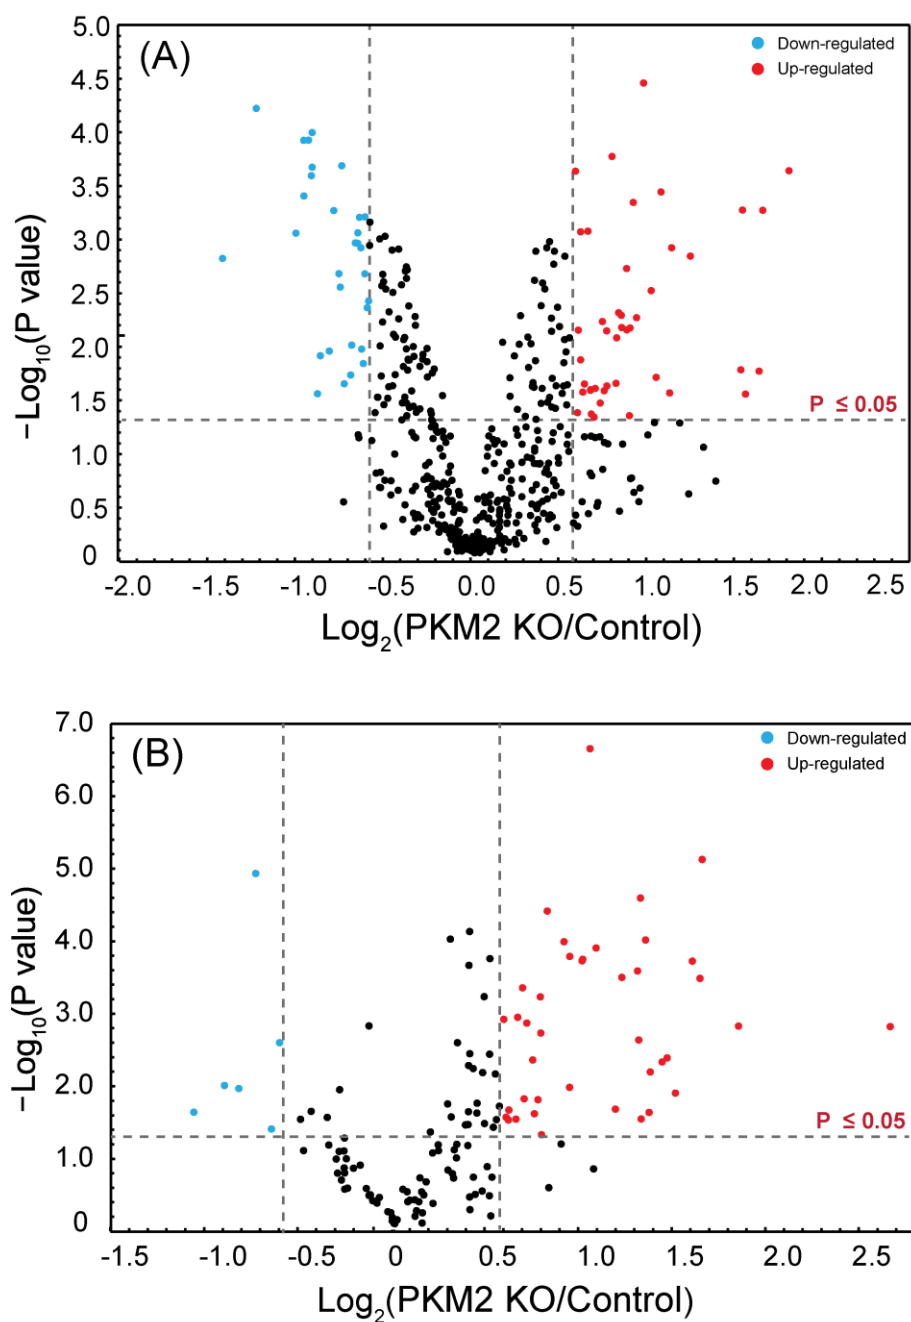 (A)
Down-regulated
Up-regulated
5.0
4.5
4.0
3.5
3.0
2.5
2.0
1.5
1.0
0.5
0
−Log₁₀(P value)
P ≤ 0.05
-2.0 -1.5 -1.0 -0.5 0.0 0.5 1.0 1.5 2.0 2.5
Log₂(PKM2 KO/Control)
(B)
Down-regulated
Up-regulated
7.0
6.0
5.0
4.0
3.0
2.0
1.0
0
−Log₁₀(P value)
P ≤ 0.05
-1.5 -1.0 -0.5 0 0.5 1.0 1.5 2.0 2.5
Log₂(PKM2 KO/Control)